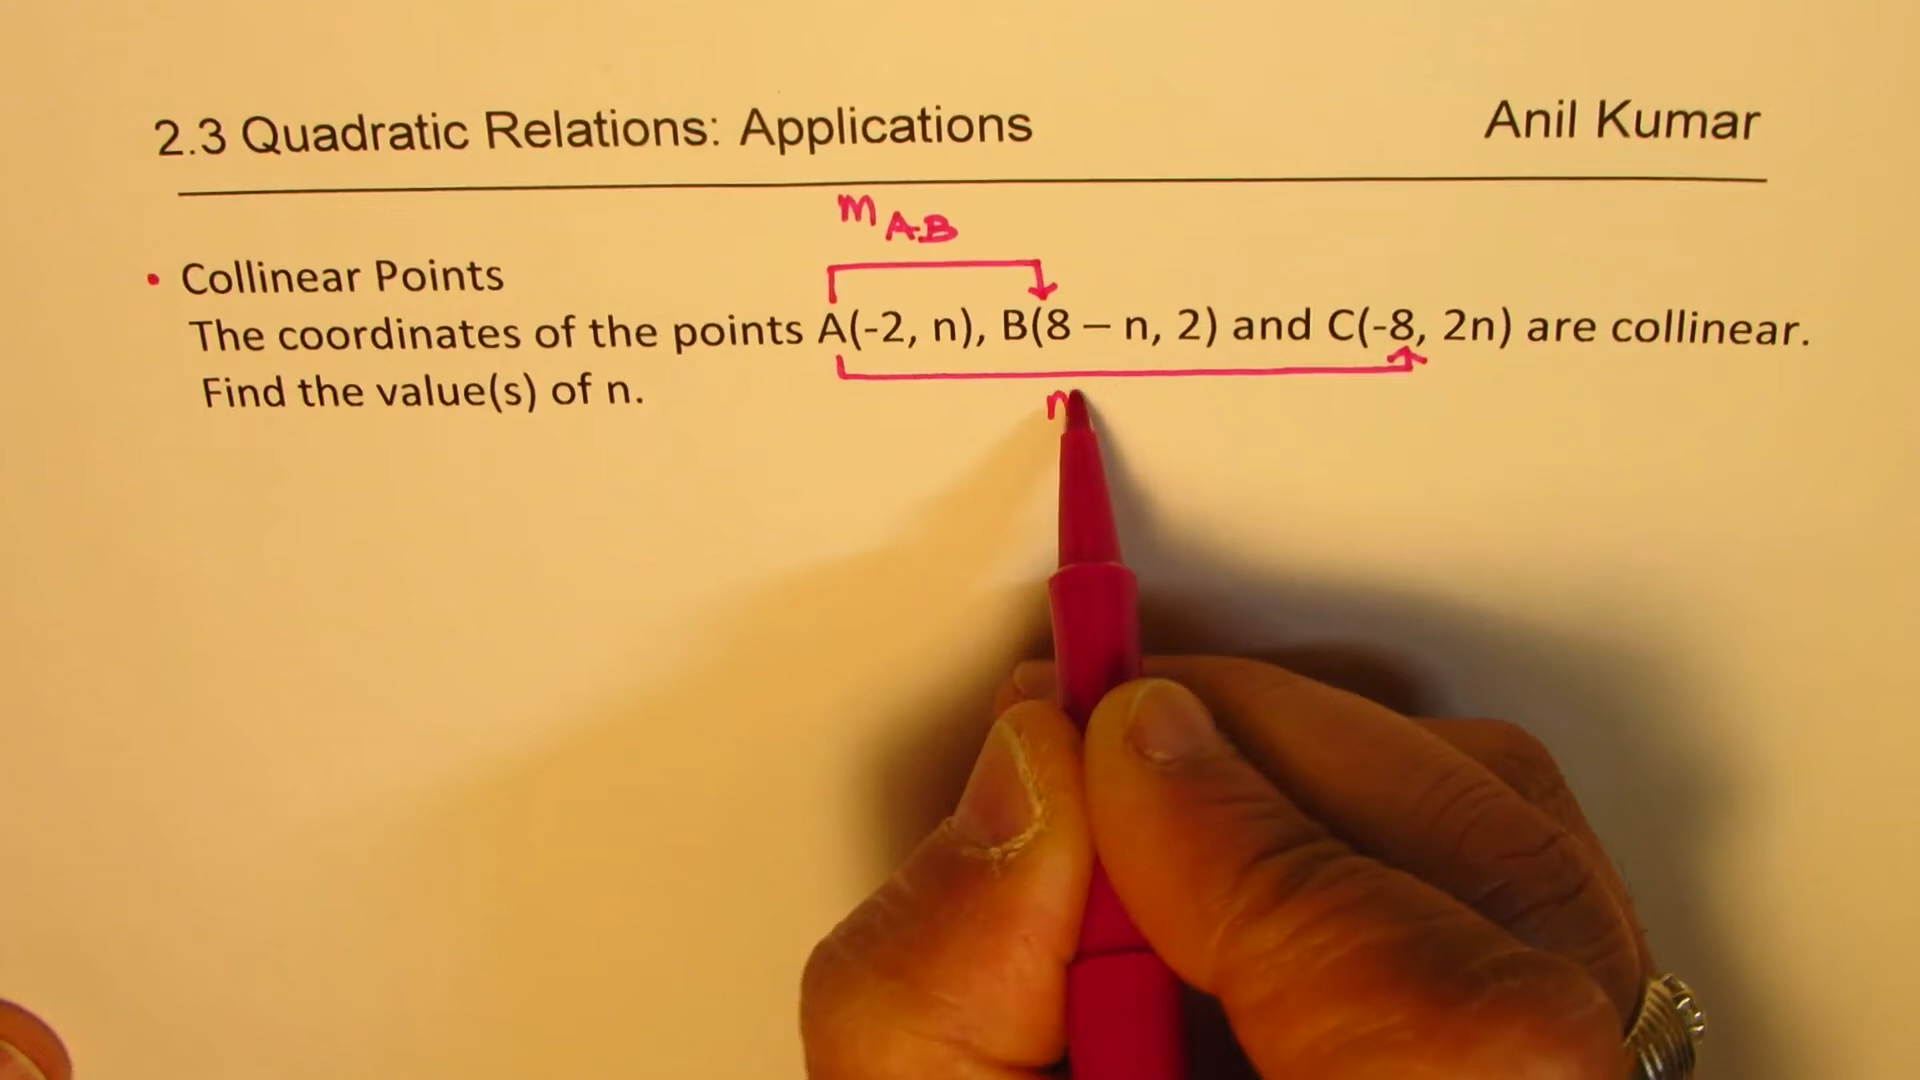 2.3 Quadratic Relations: Applications Anil Kumar
m AB
• Collinear Points
The coordinates of the points A(-2, n), B(8 – n, 2) and C(-8, 2n) are collinear.
Find the value(s) of n.